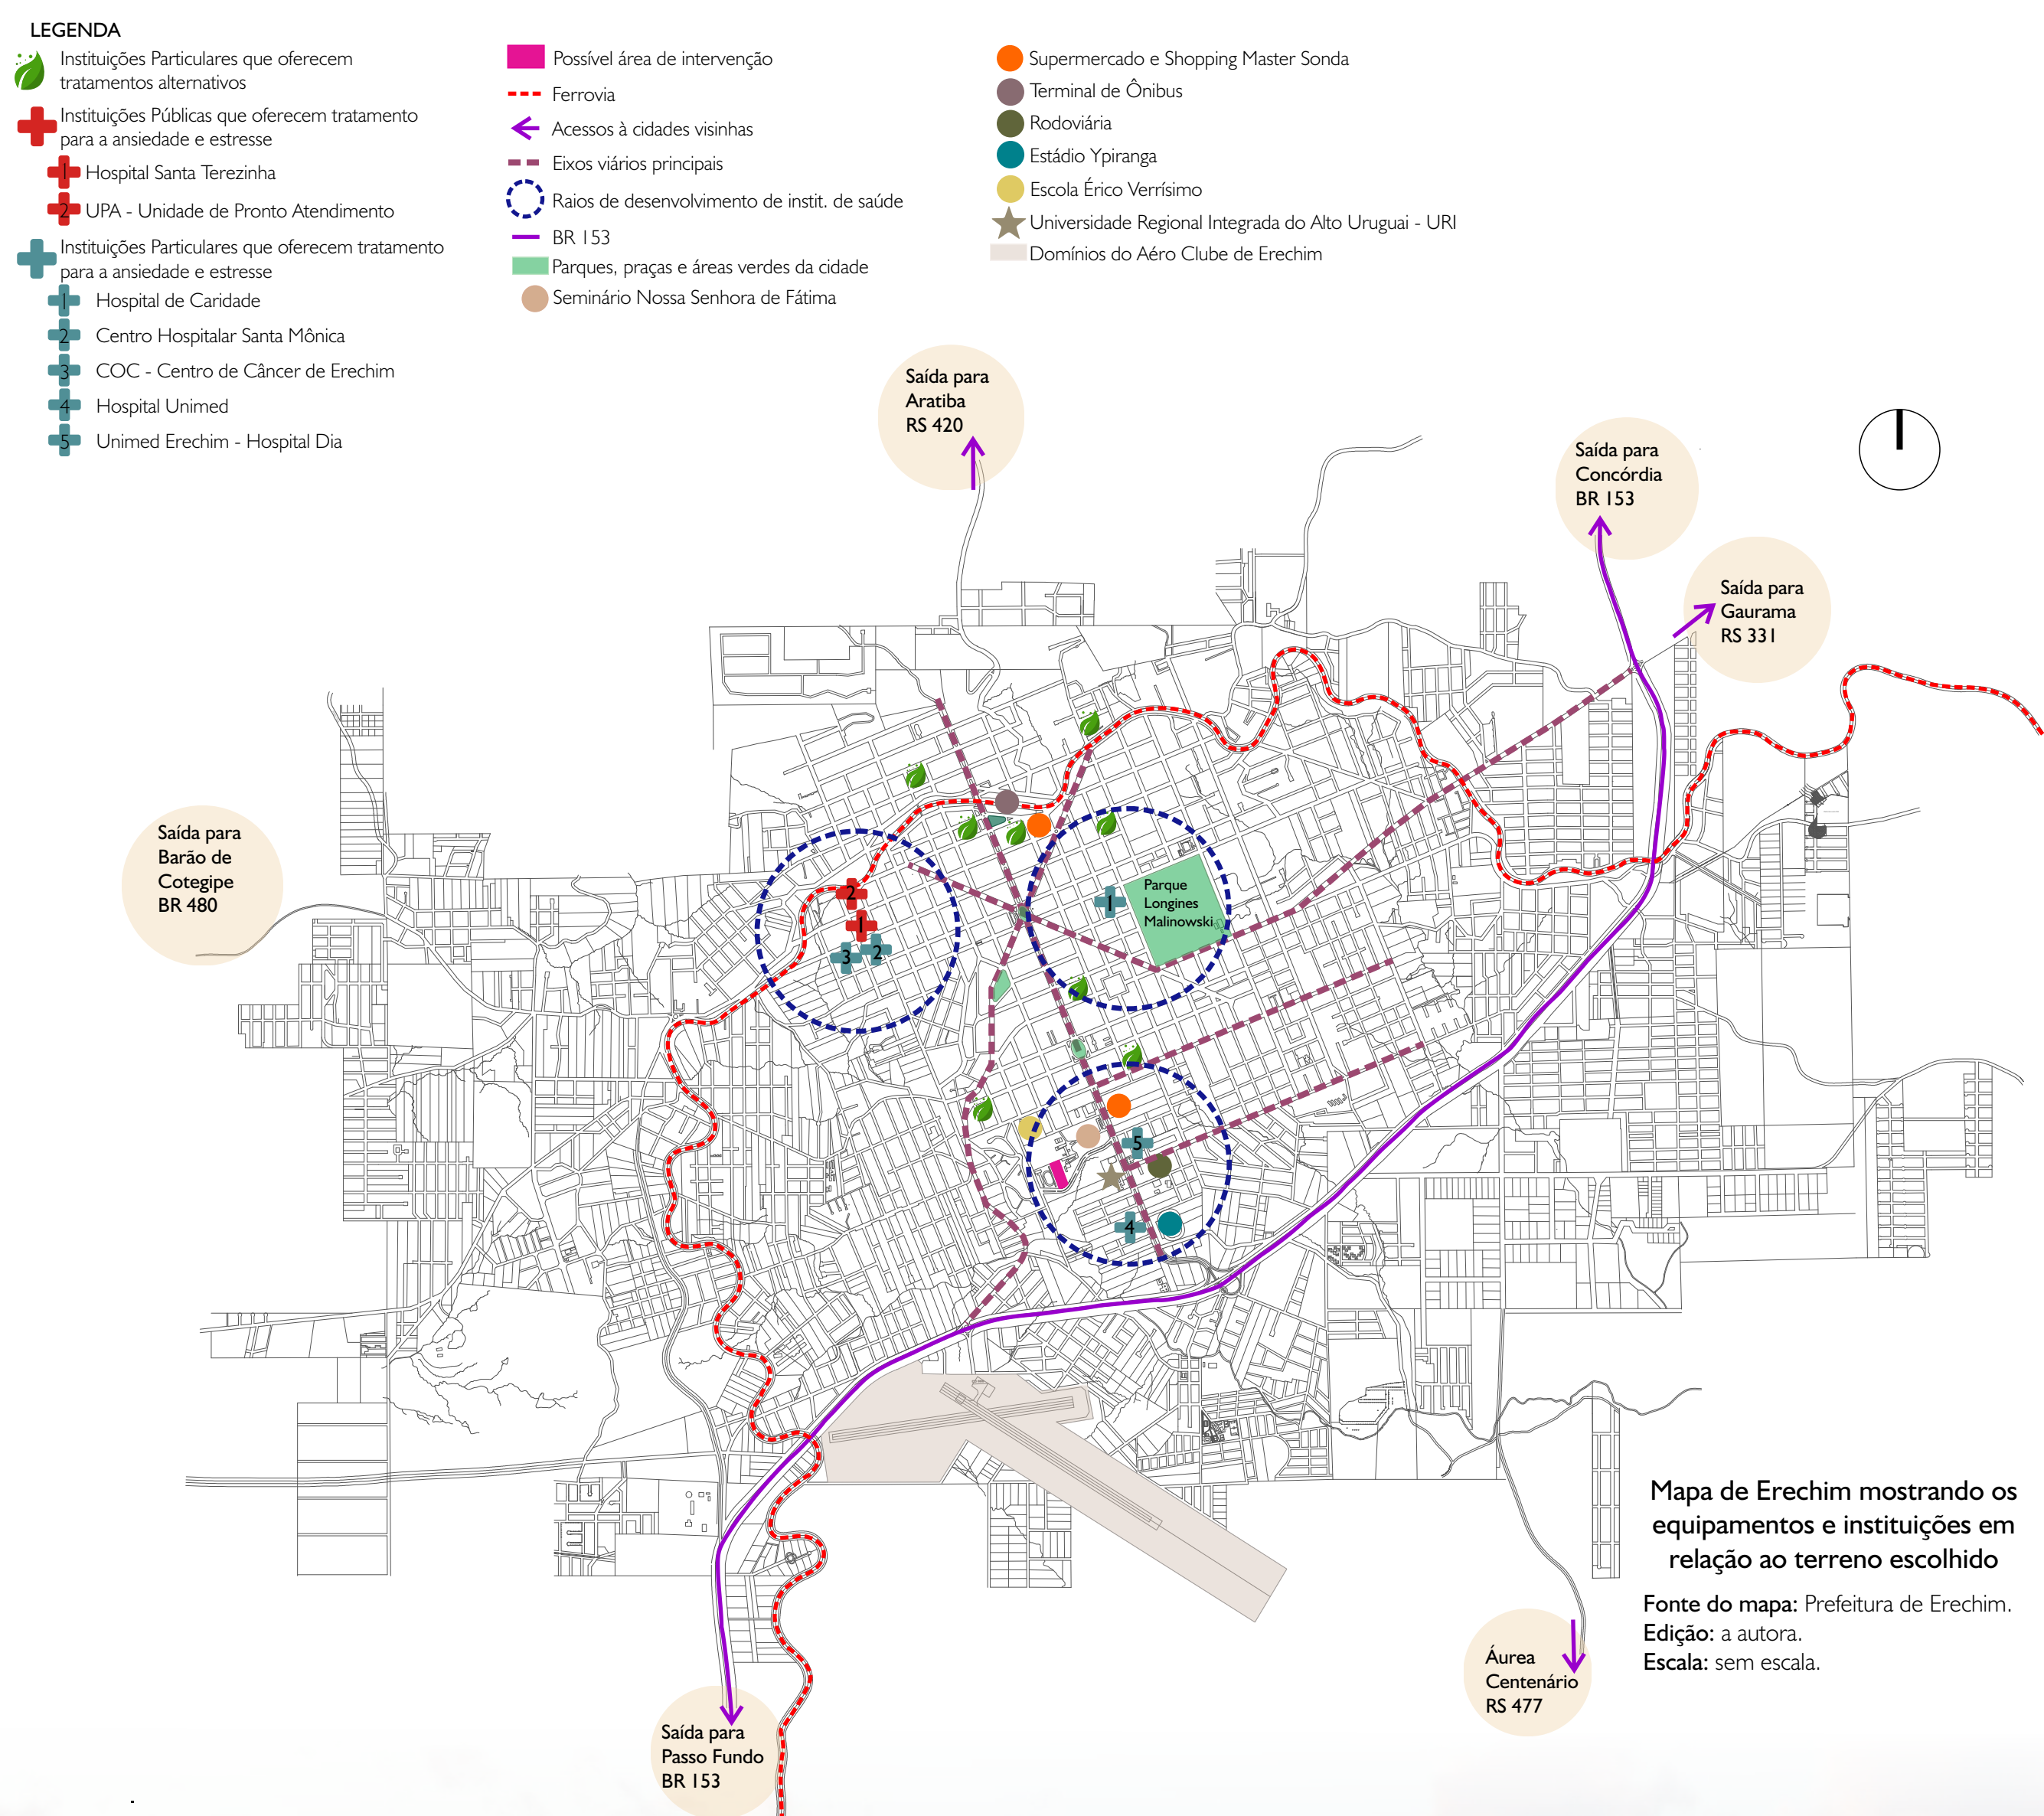 LEGENDA
Instituições Particulares que oferecem
tratamentos alternativos
Instituições Públicas que oferecem tratamento
para a ansiedade e estresse
1 Hospital Santa Terezinha
2 UPA - Unidade de Pronto Atendimento
Instituições Particulares que oferecem tratamento
para a ansiedade e estresse
1 Hospital de Caridade
2 Centro Hospitalar Santa Mônica
3 COC - Centro de Câncer de Erechim
4 Hospital Unimed
5 Unimed Erechim - Hospital Dia
Possível área de intervenção
Ferrovia
Acessos à cidades visinhas
Eixos viários principais
Raios de desenvolvimento de instit. de saúde
BR 153
Parques, praças e áreas verdes da cidade
Seminário Nossa Senhora de Fátima
Supermercado e Shopping Master Sonda
Terminal de Ônibus
Rodoviária
Estádio Ypiranga
Escola Érico Verríssimo
Universidade Regional Integrada do Alto Uruguai - URI
Domínios do Aéro Clube de Erechim
Saída para
Aratiba
RS 420
Saída para
Concórdia
BR 153
Saída para
Gaurama
RS 331
Saída para
Barão de
Cotegipe
BR 480
2
1
3
2
1
Parque
Longines
Malinowski
5
4
Mapa de Erechim mostrando os
equipamentos e instituições em
relação ao terreno escolhido
Fonte do mapa: Prefeitura de Erechim.
Edição: a autora.
Escala: sem escala.
Áurea
Centenário
RS 477
Saída para
Passo Fundo
BR 153